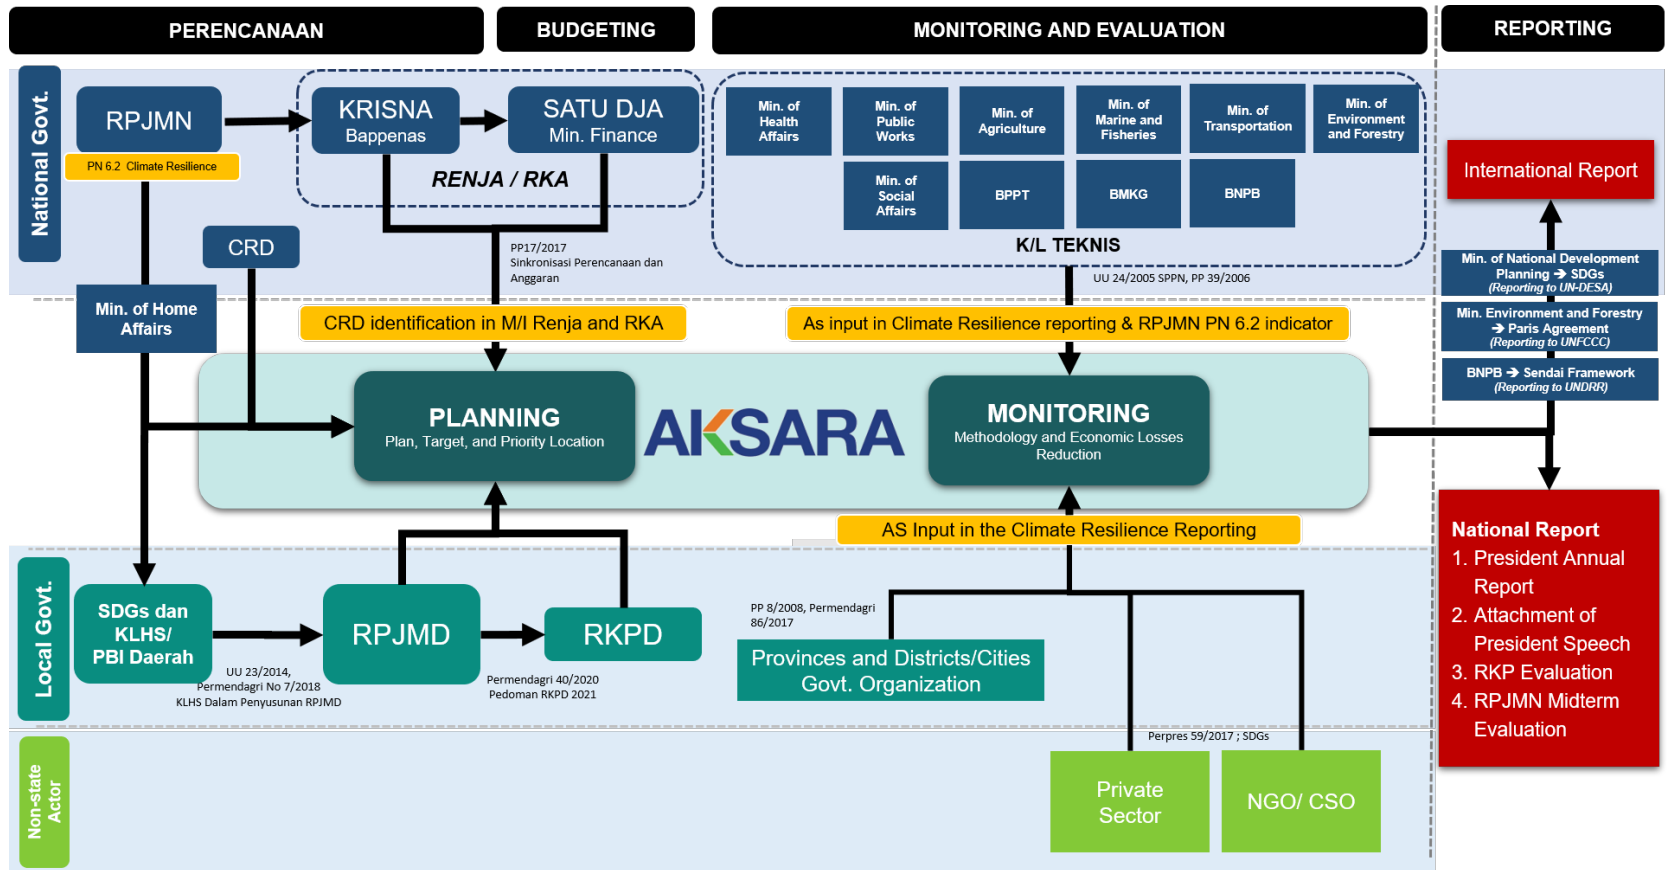 PERENCANAAN
BUDGETING
MONITORING AND EVALUATION
REPORTING
National Govt.
RPJMN
PN 6.2 Climate Resilience
KRISNA
Bappenas
SATU DJA
Min. Finance
RENJA / RKA
CRD
PP17/2017
Sinkronisasi Perencanaan dan
Anggaran
Min. of Home
Affairs
CRD identification in M/I Renja and RKA
Min. of
Health
Affairs
Min. of
Public
Works
Min. of
Agriculture
Min. of
Marine and
Fisheries
Min. of
Transportation
Min. of
Environment
and Forestry
Min. of
Social
Affairs
BPPT
BMKG
BNPB
K/L TEKNIS
UU 24/2005 SPPN, PP 39/2006
As input in Climate Resilience reporting & RPJMN PN 6.2 indicator
International Report
Min. of National Development
Planning → SDGs
(Reporting to UN-DESA)
Min. Environment and Forestry
→ Paris Agreement
(Reporting to UNFCCC)
BNPB → Sendai Framework
(Reporting to UNDRR)
PLANNING
Plan, Target, and Priority Location
AKSARA
MONITORING
Methodology and Economic Losses
Reduction
AS Input in the Climate Resilience Reporting
National Report
1. President Annual
Report
2. Attachment of
President Speech
3. RKP Evaluation
4. RPJMN Midterm
Evaluation
Local Govt.
SDGs dan
KLHS/
PBI Daerah
UU 23/2014,
Permendagri No 7/2018
KLHS Dalam Penyusunan RPJMD
RPJMD
Permendagri 40/2020
Pedoman RKPD 2021
RKPD
PP 8/2008, Permendagri
86/2017
Provinces and Districts/Cities
Govt. Organization
Non-state
Actor
Perpres 59/2017 ; SDGs
Private
Sector
NGO/ CSO